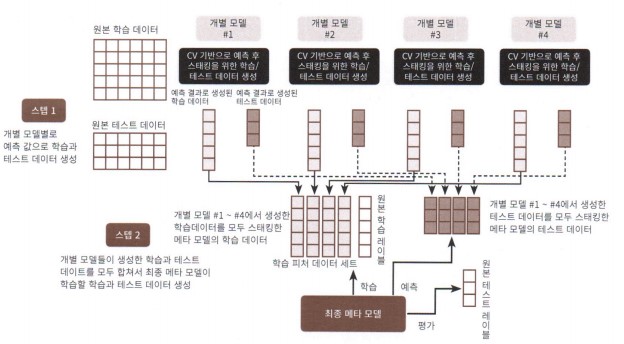 원본 학습 데이터
개별 모델
#1
개별 모델
#2
개별 모델
#3
개별 모델
#4
CV 기반으로 예측 후
스태킹을 위한 학습/
테스트 데이터 생성
CV 기반으로 예측 후
스태킹을 위한 학습/
테스트 데이터 생성
CV 기반으로 예측 후
스태킹을 위한 학습/
테스트 데이터 생성
CV 기반으로 예측 후
스태킹을 위한 학습/
테스트 데이터 생성
예측 결과로 생성된
학습 데이터
예측 결과로 생성된
테스트 데이터
스텝 1
개별 모델별로
예측 값으로 학습과
테스트 데이터 생성
원본 테스트 데이터
개별 모델 #1 ~ #4에서 생성한
학습데이터를 모두 스태킹한
메타 모델의 학습 데이터
원본 학습 레이블
개별 모델 #1 ~ #4에서 생성한
테스트 데이터를 모두 스태킹한
메타 모델의 테스트 데이터
스텝 2
개별 모델들이 생성한 학습과 테스트
데이트를 모두 합쳐서 최종 메타 모델이
학습할 학습과 테스트 데이터 생성
학습 피처 데이터 세트
학습
예측
최종 메타 모델
평가
원본 테스트 레이블